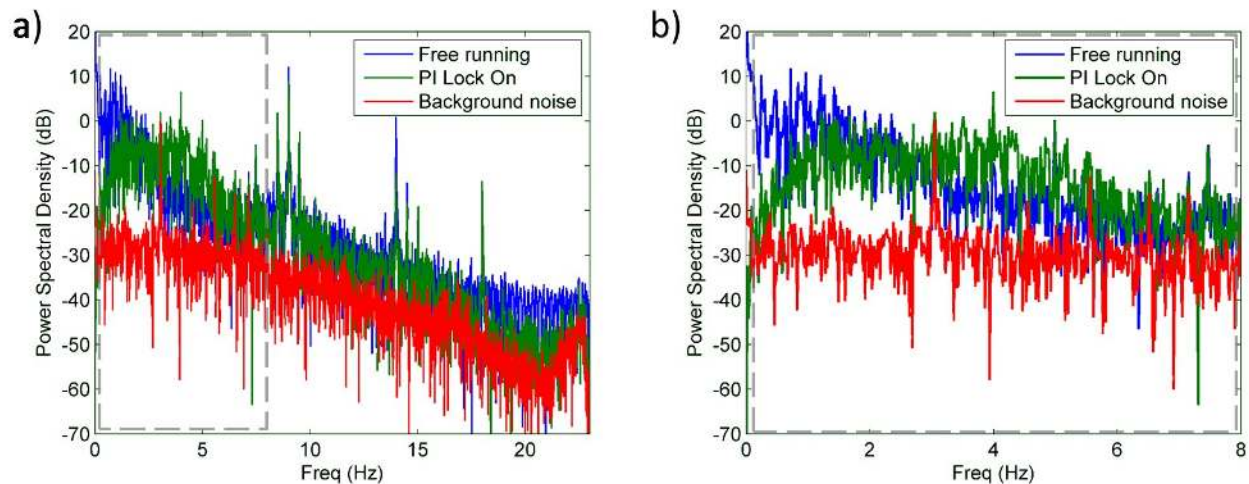 a)
Power Spectral Density (dB)
20
10
0
-10
-20
-30
-40
-50
-60
-70
Free running
PI Lock On
Background noise
0 5 10 15 20
Freq (Hz)
b)
Power Spectral Density (dB)
20
10
0
-10
-20
-30
-40
-50
-60
-70
Free running
PI Lock On
Background noise
0 2 4 6 8
Freq (Hz)